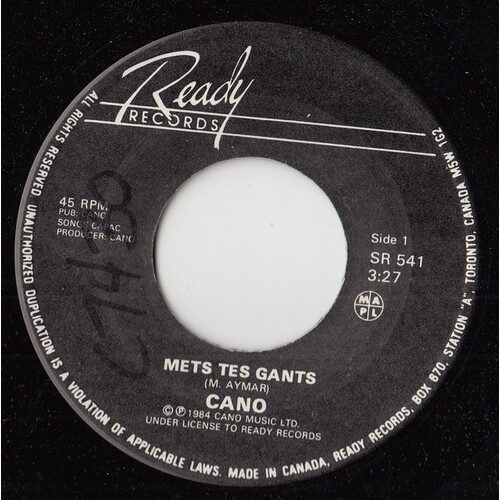 Ready
RECORDS
45 RPM
PUB: CANO
SONGS CAPAC
PRODUCER: CANO
Side 1
SR 541
3:27
M A
P L
METS TES GANTS
(M. AYMAR)
CANO
©℗1984 CANO MUSIC LTD.
UNDER LICENSE TO READY RECORDS
ALL RIGHTS RESERVED UNAUTHORIZED DUPLICATION IS A VIOLATION OF APPLICABLE LAWS. MADE IN CANADA, READY RECORDS, BOX 670, STATION "A", TORONTO, CANADA M5W 1G2